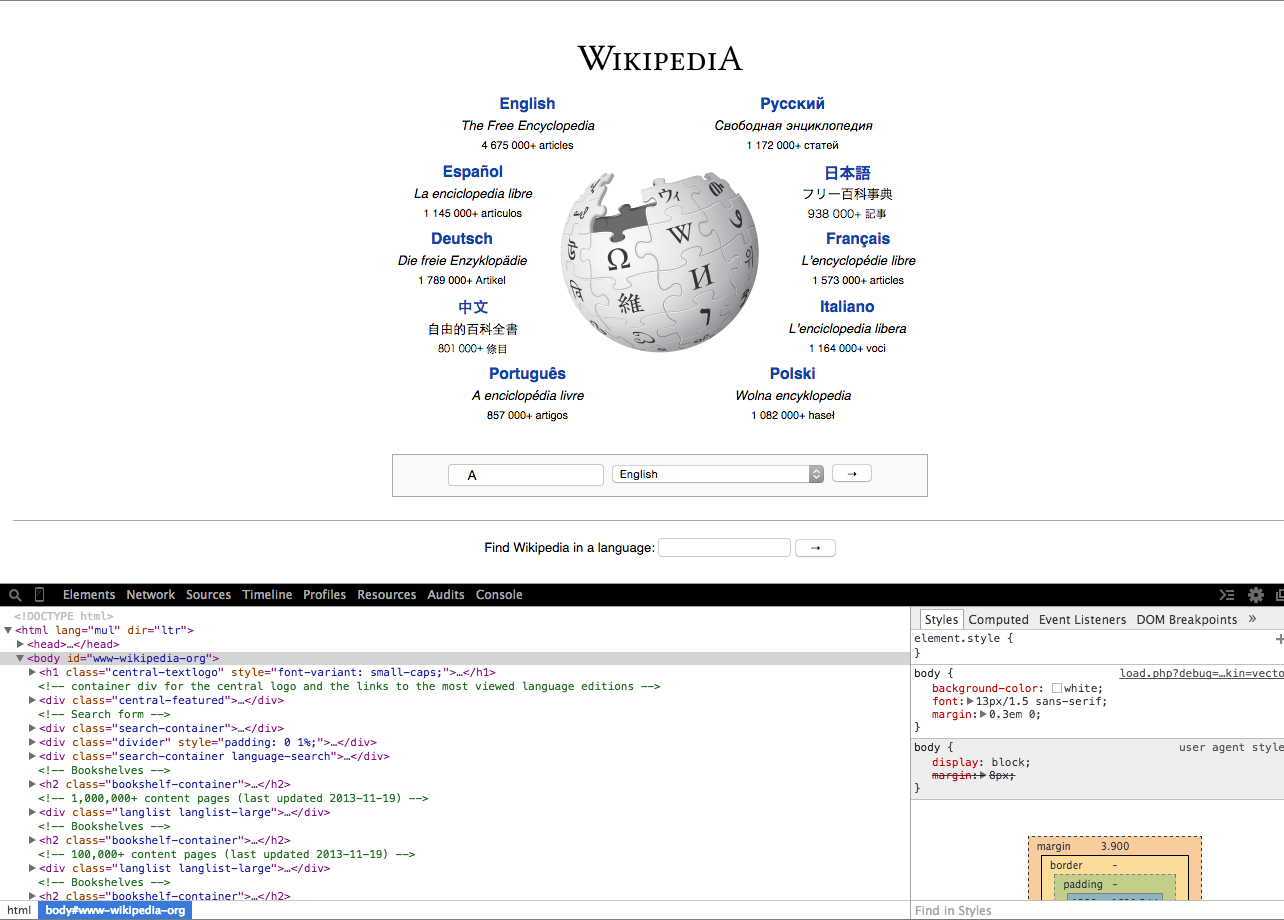 WIKIPEDIA
English
The Free Encyclopedia
4 675 000+ articles
Русский
Свободная энциклопедия
1 172 000+ статей
Español
La enciclopedia libre
1 145 000+ artículos
日本語
フリー百科事典
938 000+ 記事
Deutsch
Die freie Enzyklopädie
1 789 000+ Artikel
Français
L'encyclopédie libre
1 573 000+ articles
中文
自由的百科全書
801 000+ 條目
Italiano
L'enciclopedia libera
1 164 000+ voci
Português
A enciclopédia livre
857 000+ artigos
Polski
Wolna encyklopedia
1 082 000+ haseł
Ω W И 維 ウィ 7
A English →
Find Wikipedia in a language: →
Elements Network Sources Timeline Profiles Resources Audits Console
<!DOCTYPE html>
▼<html lang="mul" dir="ltr">
▶<head>…</head>
▼<body id="www-wikipedia-org">
▶<h1 class="central-textlogo" style="font-variant: small-caps;">…</h1>
<!-- container div for the central logo and the links to the most viewed language editions -->
▶<div class="central-featured">…</div>
<!-- Search form -->
▶<div class="search-container">…</div>
▶<div class="divider" style="padding: 0 1%;">…</div>
▶<div class="search-container language-search">…</div>
<!-- Bookshelves -->
▶<h2 class="bookshelf-container">…</h2>
<!-- 1,000,000+ content pages (last updated 2013-11-19) -->
▶<div class="langlist langlist-large">…</div>
<!-- Bookshelves -->
▶<h2 class="bookshelf-container">…</h2>
<!-- 100,000+ content pages (last updated 2013-11-19) -->
▶<div class="langlist langlist-large">…</div>
<!-- Bookshelves -->
▶<h2 class="bookshelf-container">…</h2>
html body#www-wikipedia-org
Styles Computed Event Listeners DOM Breakpoints »
element.style {
}
body { load.php?debug=…kin=vecto
background-color: white;
font:▶13px/1.5 sans-serif;
margin:▶0.3em 0;
}
body { user agent style
display: block;
margin:▶8px;
}
margin 3.900
border -
padding -
Find in Styles